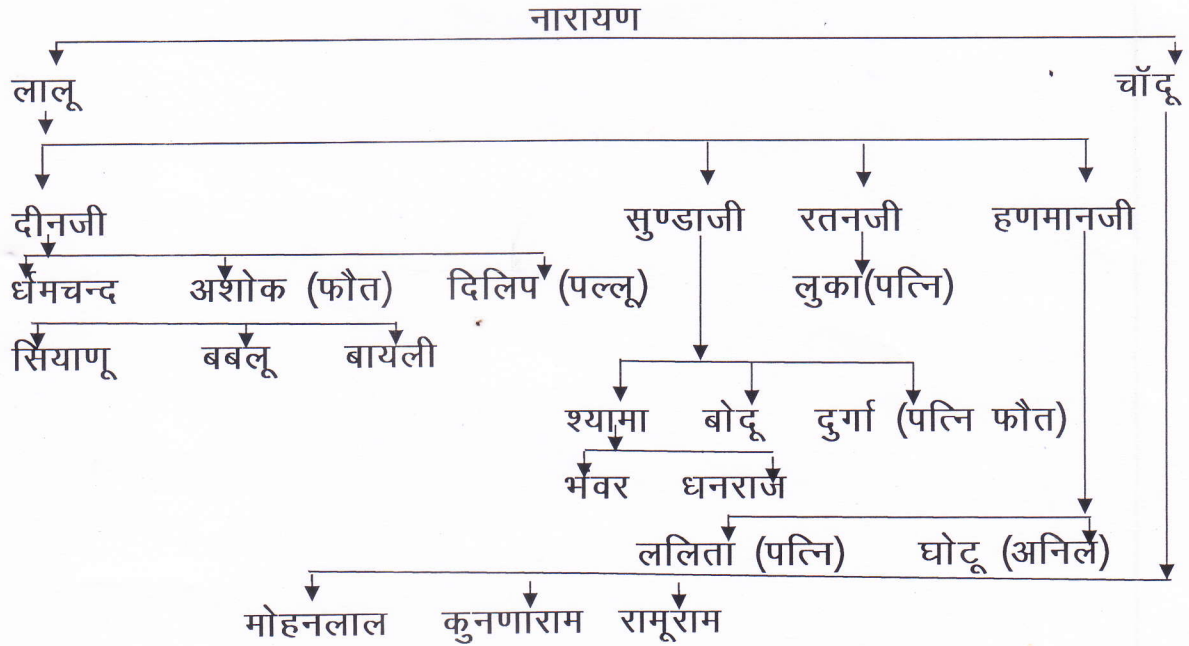 नारायण
लालू चॉदू
दीनजी सुण्डाजी रतनजी हणमानजी
र्धेमचन्द अशोक (फौत) दिलिप (पल्लू) लुका(पत्नि)
सियाणू बबलू बायली
श्यामा बोदू दुर्गा (पत्नि फौत)
भंवर धनराज
ललिता (पत्नि) घोटू (अनिल)
मोहनलाल कुनणाराम रामूराम